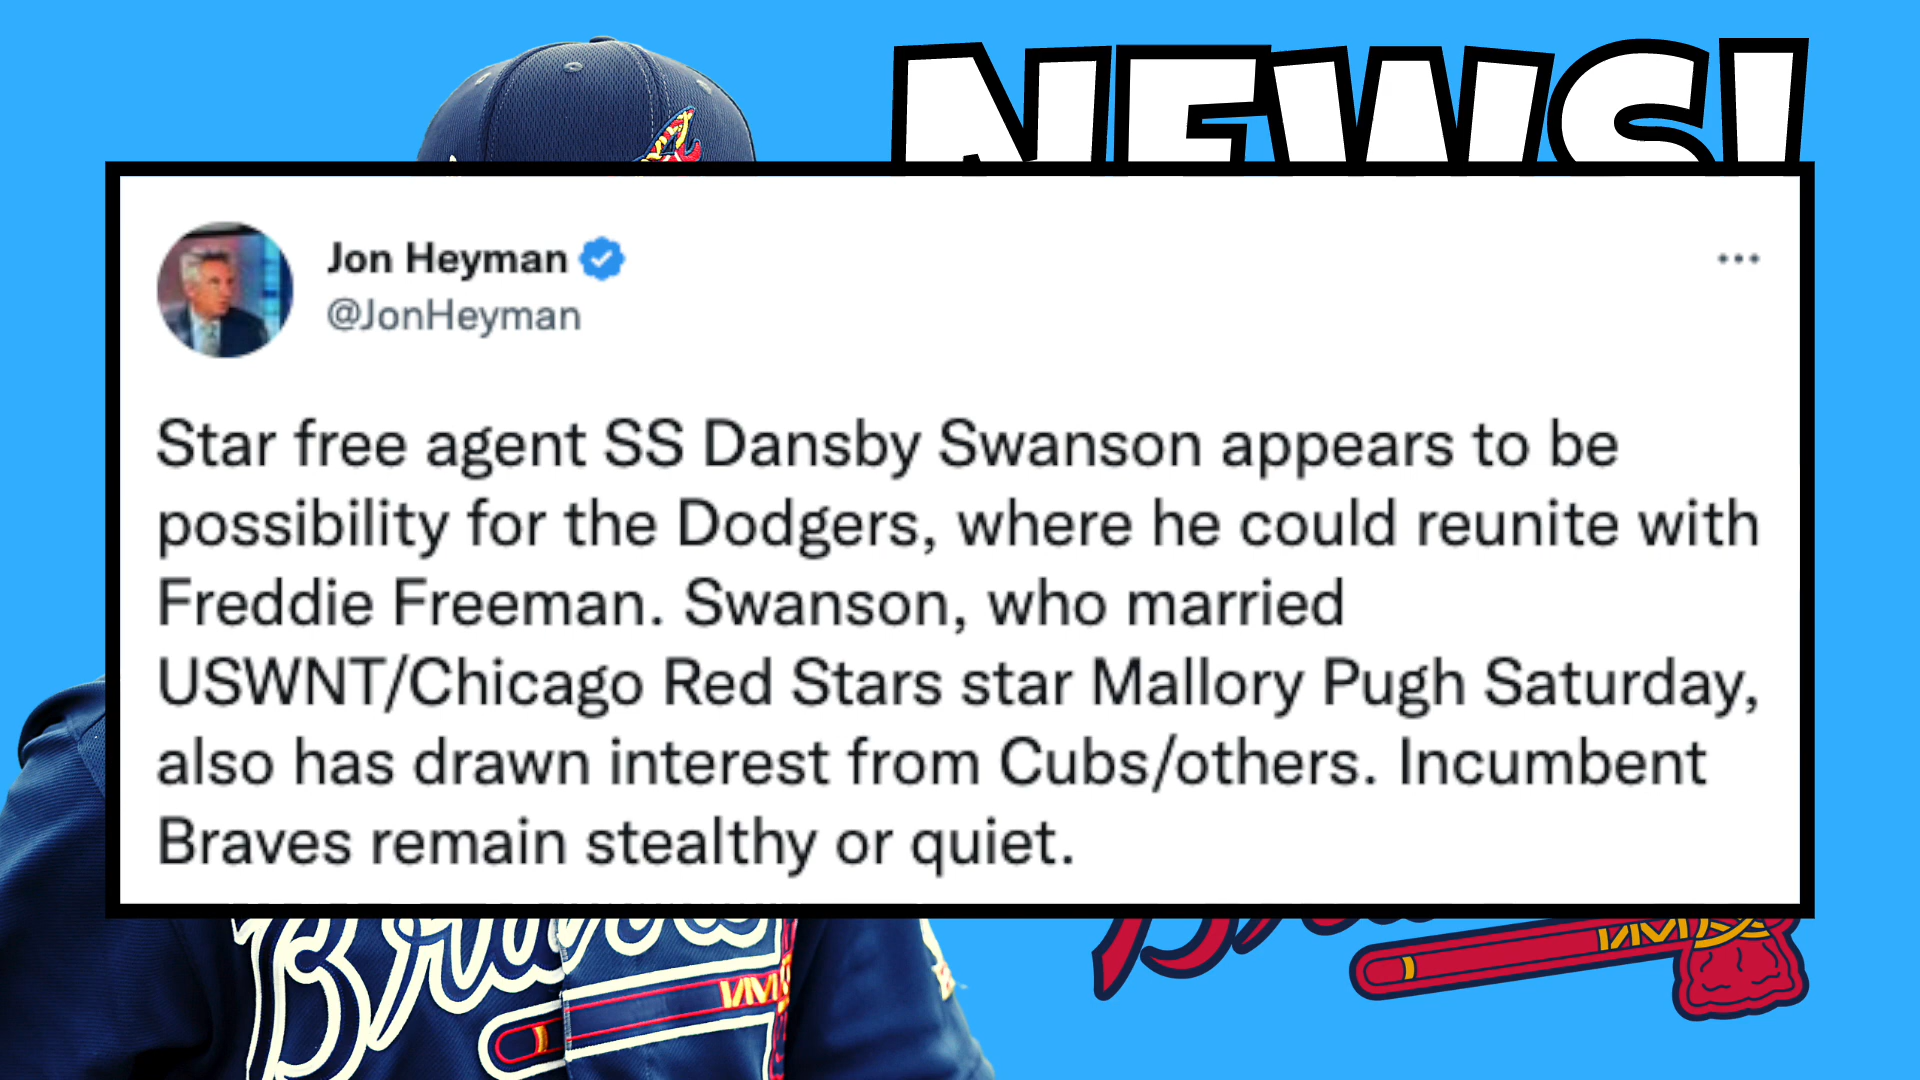 NEWS!
Jon Heyman
@JonHeyman
Star free agent SS Dansby Swanson appears to be
possibility for the Dodgers, where he could reunite with
Freddie Freeman. Swanson, who married
USWNT/Chicago Red Stars star Mallory Pugh Saturday,
also has drawn interest from Cubs/others. Incumbent
Braves remain stealthy or quiet.
Braves